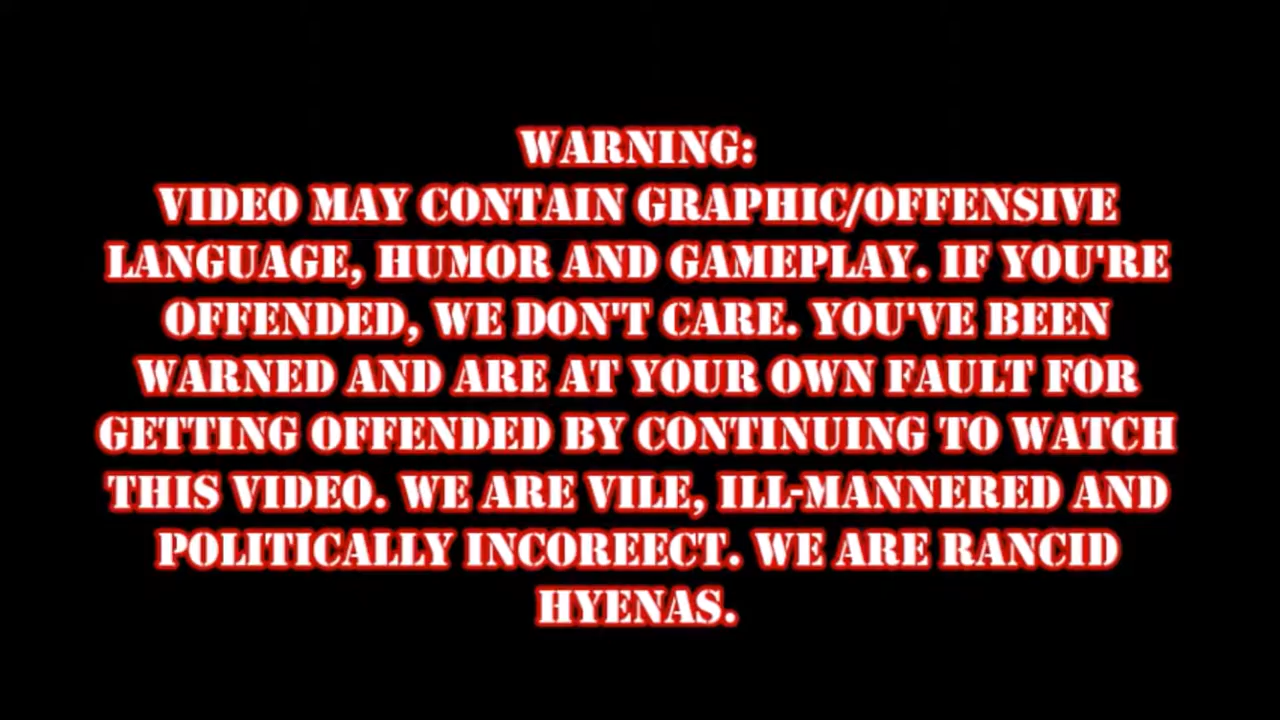 WARNING:
VIDEO MAY CONTAIN GRAPHIC/OFFENSIVE
LANGUAGE, HUMOR AND GAMEPLAY. IF YOU'RE
OFFENDED, WE DON'T CARE. YOU'VE BEEN
WARNED AND ARE AT YOUR OWN FAULT FOR
GETTING OFFENDED BY CONTINUING TO WATCH
THIS VIDEO. WE ARE VILE, ILL-MANNERED AND
POLITICALLY INCOREECT. WE ARE RANCID
HYENAS.